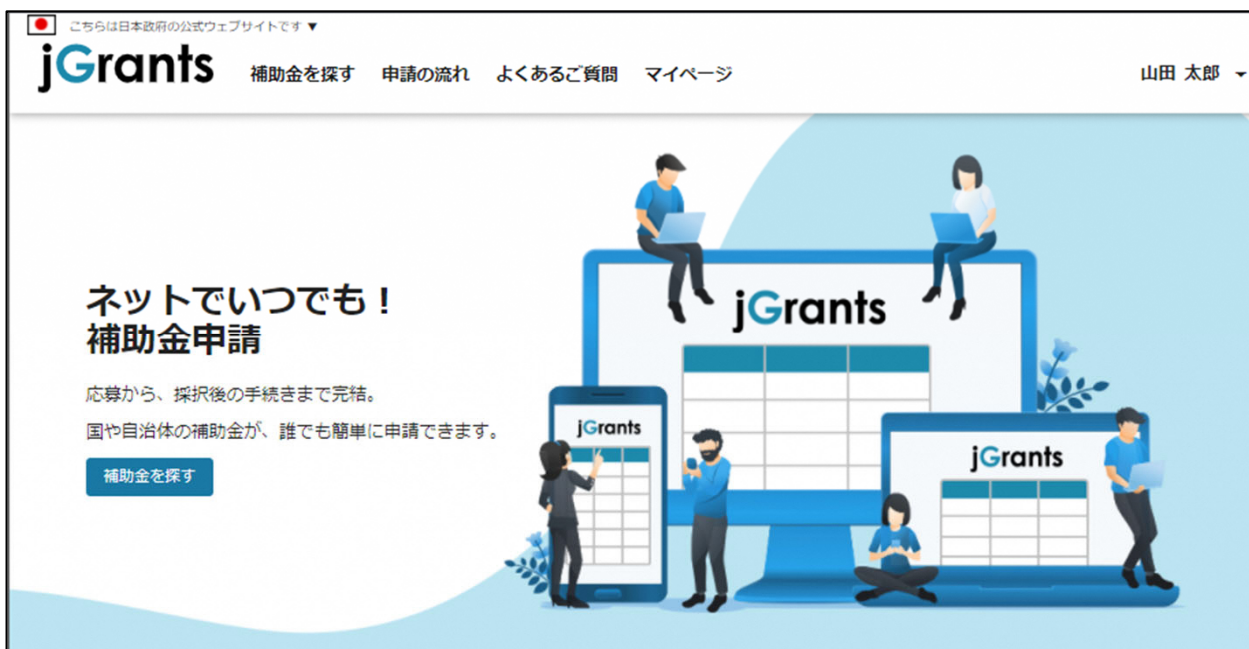 こちらは日本政府の公式ウェブサイトです ▼
jGrants 補助金を探す 申請の流れ よくあるご質問 マイページ 山田 太郎
ネットでいつでも！
補助金申請
応募から、採択後の手続きまで完結。
国や自治体の補助金が、誰でも簡単に申請できます。
補助金を探す
jGrants
jGrants
jGrants